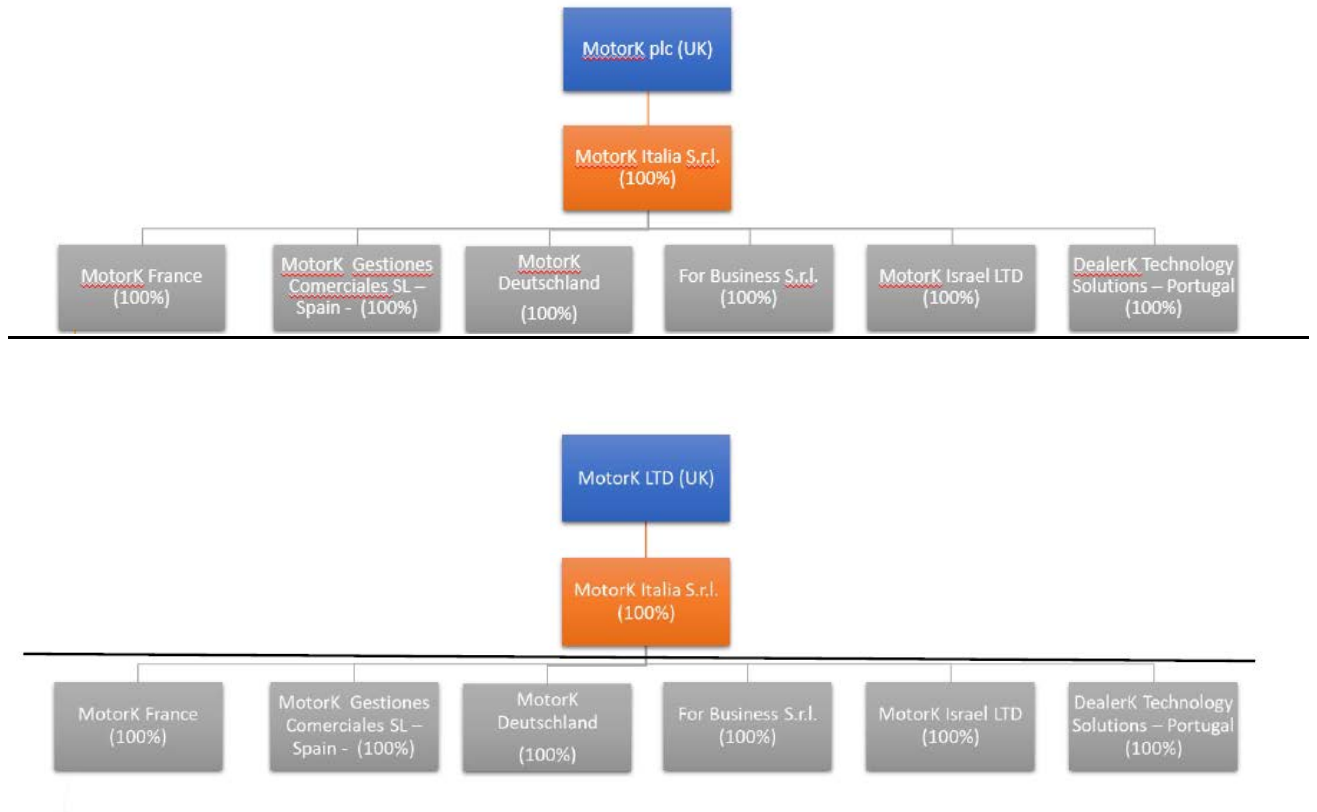 MotorK plc (UK)
MotorK Italia S.r.l.
(100%)
MotorK France
(100%)
MotorK Gestiones
Comerciales SL –
Spain - (100%)
MotorK
Deutschland
(100%)
For Business S.r.l.
(100%)
MotorK Israel LTD
(100%)
DealerK Technology
Solutions – Portugal
(100%)
MotorK LTD (UK)
MotorK Italia S.r.l.
(100%)
MotorK France
(100%)
MotorK Gestiones
Comerciales SL –
Spain - (100%)
MotorK
Deutschland
(100%)
For Business S.r.l.
(100%)
MotorK Israel LTD
(100%)
DealerK Technology
Solutions – Portugal
(100%)